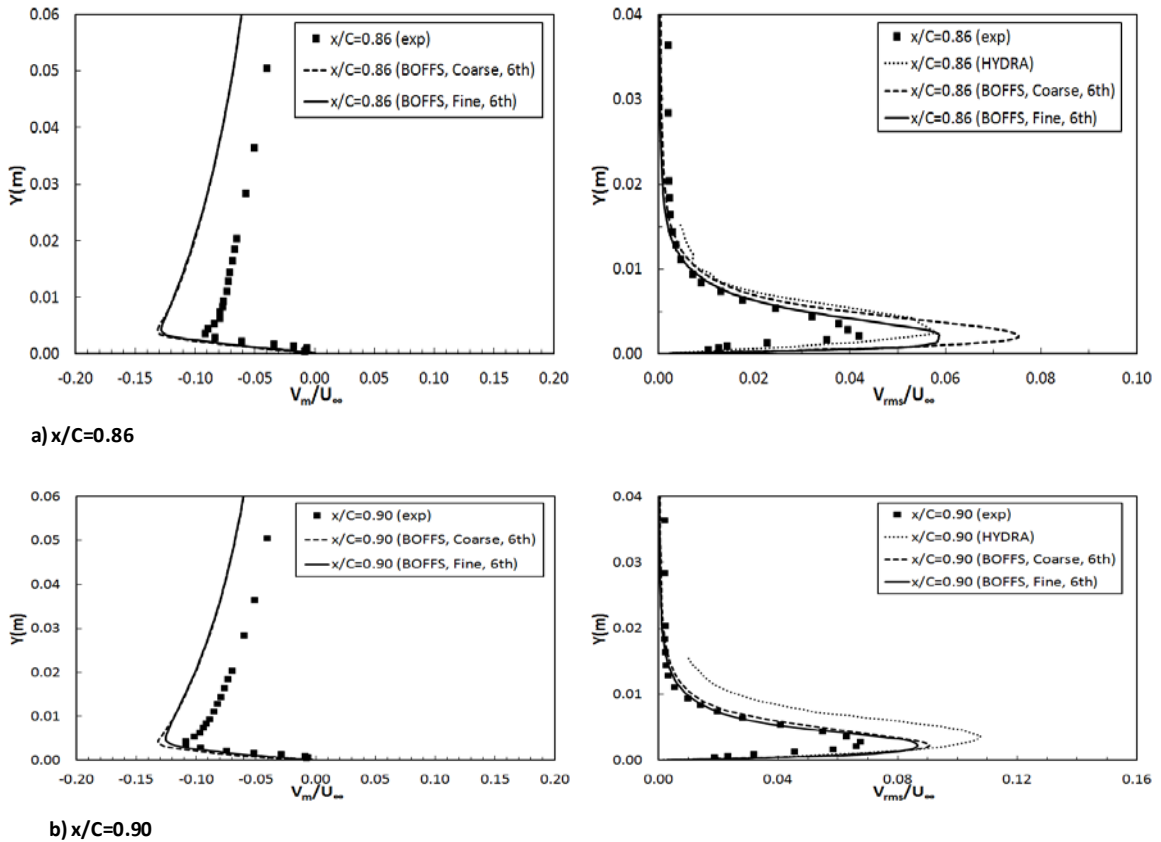 0.06
0.05
0.04
0.03
0.02
0.01
0.00
Y(m)
-0.20 -0.15 -0.10 -0.05 0.00 0.05 0.10 0.15 0.20
Vm/U∞
x/C=0.86 (exp)
x/C=0.86 (BOFFS, Coarse, 6th)
x/C=0.86 (BOFFS, Fine, 6th)
0.04
0.03
0.02
0.01
0.00
Y(m)
0.00 0.02 0.04 0.06 0.08 0.10
Vrms/U∞
x/C=0.86 (exp)
x/C=0.86 (HYDRA)
x/C=0.86 (BOFFS, Coarse, 6th)
x/C=0.86 (BOFFS, Fine, 6th)
a) x/C=0.86
0.06
0.05
0.04
0.03
0.02
0.01
0.00
Y(m)
-0.20 -0.15 -0.10 -0.05 0.00 0.05 0.10 0.15 0.20
Vm/U∞
x/C=0.90 (exp)
x/C=0.90 (BOFFS, Coarse, 6th)
x/C=0.90 (BOFFS, Fine, 6th)
0.04
0.03
0.02
0.01
0.00
Y(m)
0.00 0.04 0.08 0.12 0.16
Vrms/U∞
x/C=0.90 (exp)
x/C=0.90 (HYDRA)
x/C=0.90 (BOFFS, Coarse, 6th)
x/C=0.90 (BOFFS, Fine, 6th)
b) x/C=0.90